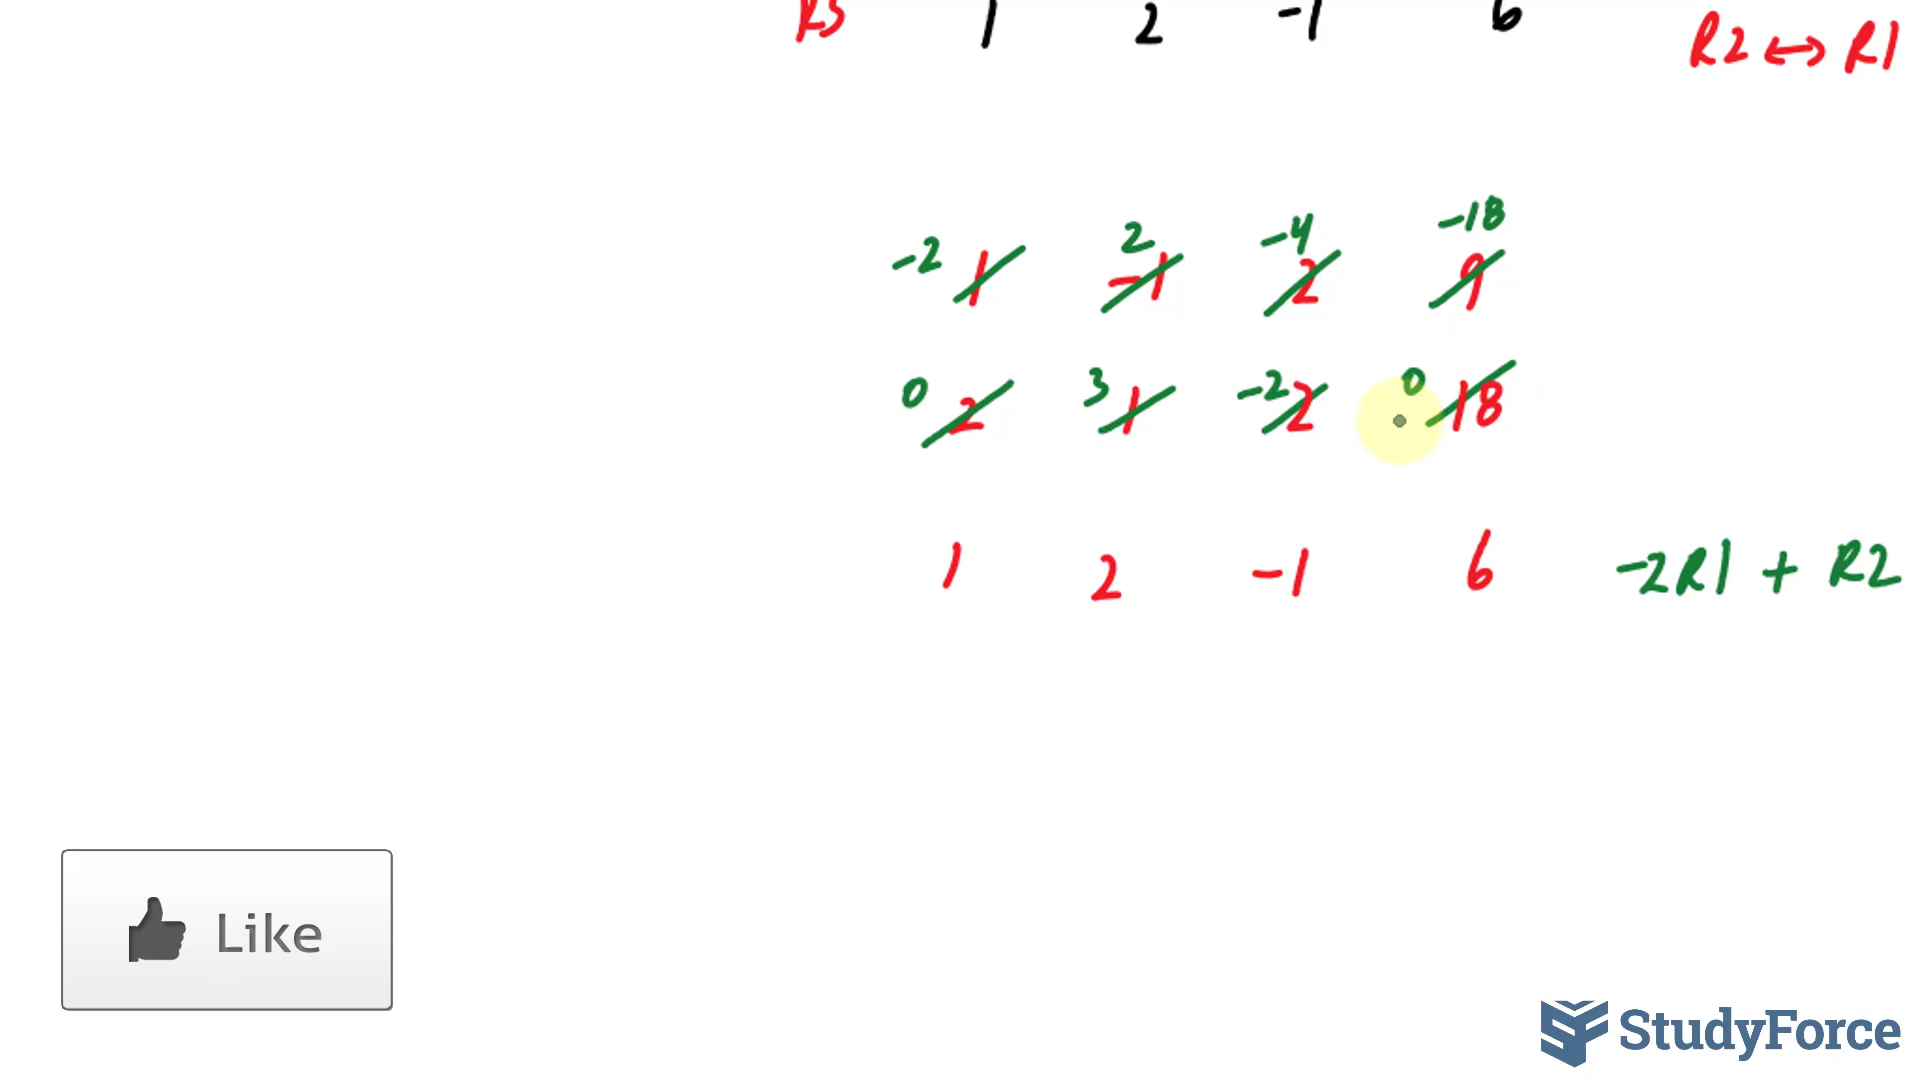 R3 1 2 -1 6
R2 ↔ R1
-2 2 -4 -18
1 -1 2 9
0 3 -2 0
2 1 2 18
1 2 -1 6 -2R1 + R2
Like
StudyForce